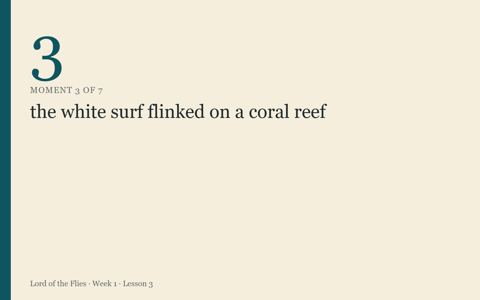 3
MOMENT 3 OF 7
the white surf flinked on a coral reef
Lord of the Flies · Week 1 · Lesson 3